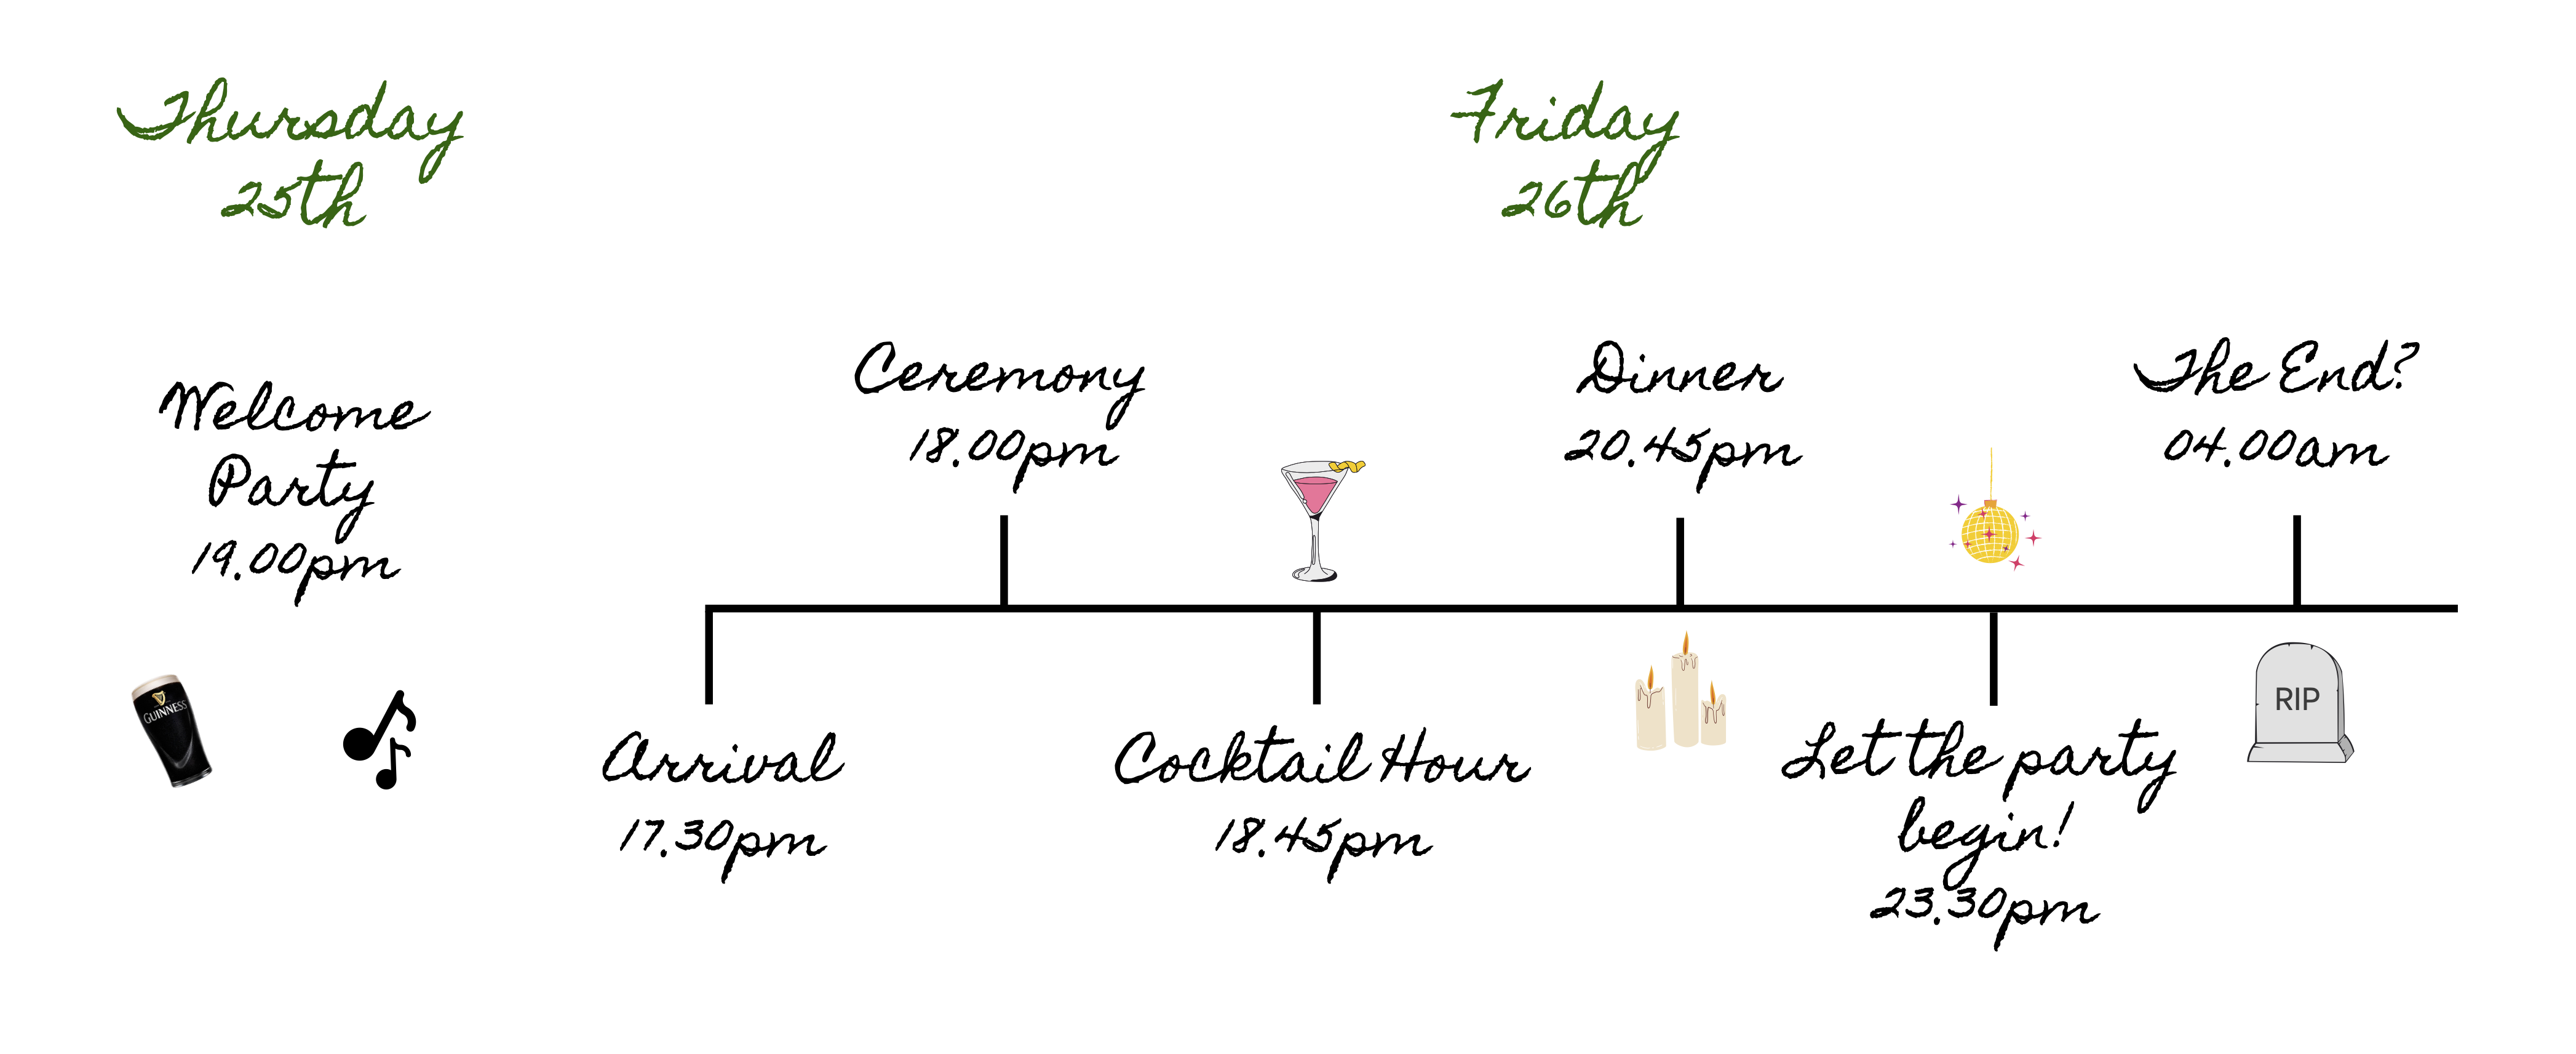 Thursday
25th
Friday
26th
Welcome
Party
19.00pm
GUINNESS
Arrival
17.30pm
Ceremony
18.00pm
Cocktail Hour
18.45pm
Dinner
20.45pm
Let the party
begin!
23.30pm
The End?
04.00am
RIP